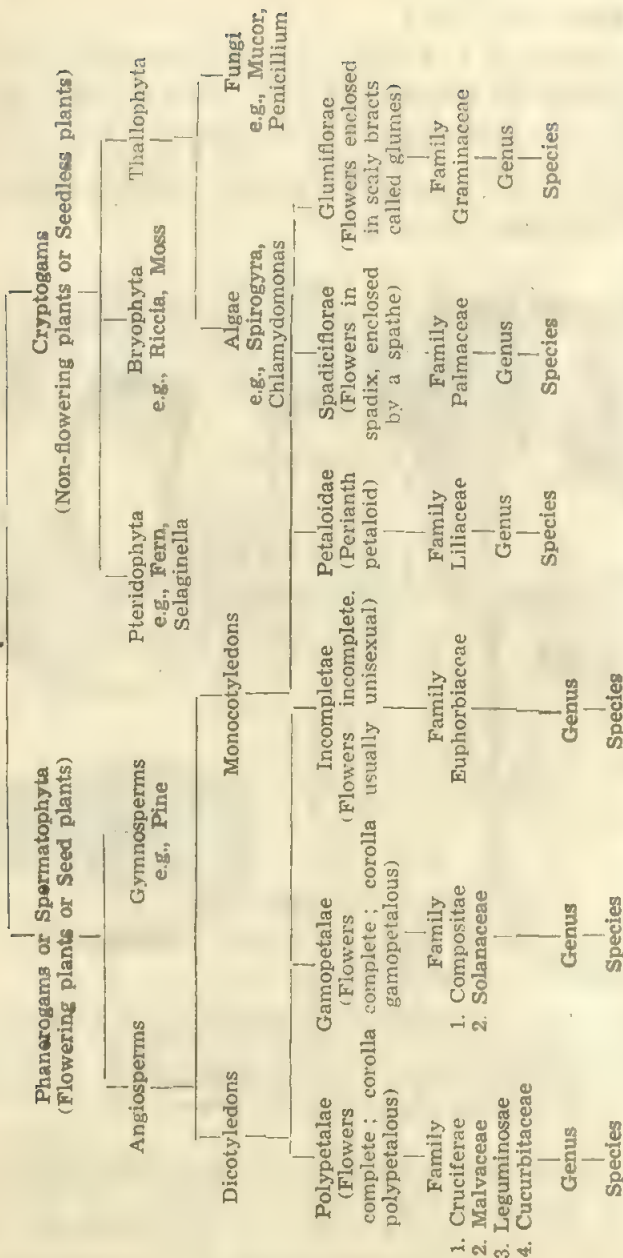 Phanerogams or Spermatophyta
(Flowering plants or Seed plants)
Cryptogams
(Non-flowering plants or Seedless plants)
Angiosperms
Gymnosperms
e.g., Pine
Pteridophyta
e.g., Fern,
Selaginella
Bryophyta
e.g., Riccia, Moss
Thallophyta
Algae
e.g., Spirogyra,
Chlamydomonas
Fungi
e.g., Mucor,
Penicillium
Dicotyledons
Monocotyledons
Polypetalae
(Flowers
complete; corolla
polypetalous)
Family
1. Cruciferae
2. Malvaceae
3. Leguminosae
4. Cucurbitaceae
Genus
Species
Gamopetalae
(Flowers
complete; corolla
gamopetalous)
Family
1. Compositae
2. Solanaceae
Genus
Species
Incompletae
(Flowers incomplete.
usually unisexual)
Family
Euphorbiaceae
Genus
Species
Petaloidae
(Perianth
petaloid)
Family
Liliaceae
Genus
Species
Spadiciflorae
(Flowers in
spadix, enclosed
by a spathe)
Family
Palmaceae
Genus
Species
Glumiflorae
(Flowers enclosed
in scaly bracts
called glumes)
Family
Graminaceae
Genus
Species